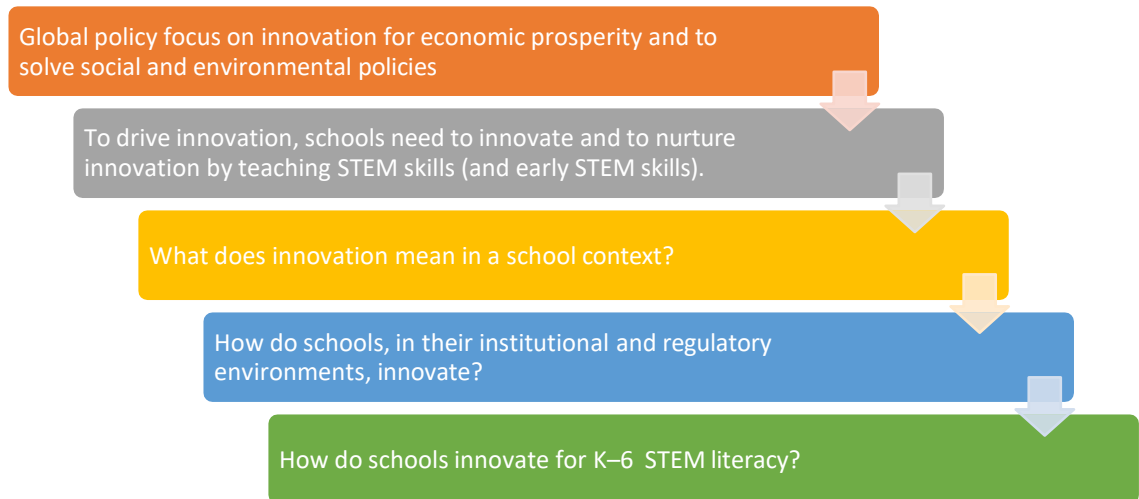 Global policy focus on innovation for economic prosperity and to
solve social and environmental policies
To drive innovation, schools need to innovate and to nurture
innovation by teaching STEM skills (and early STEM skills).
What does innovation mean in a school context?
How do schools, in their institutional and regulatory
environments, innovate?
How do schools innovate for K–6  STEM literacy?